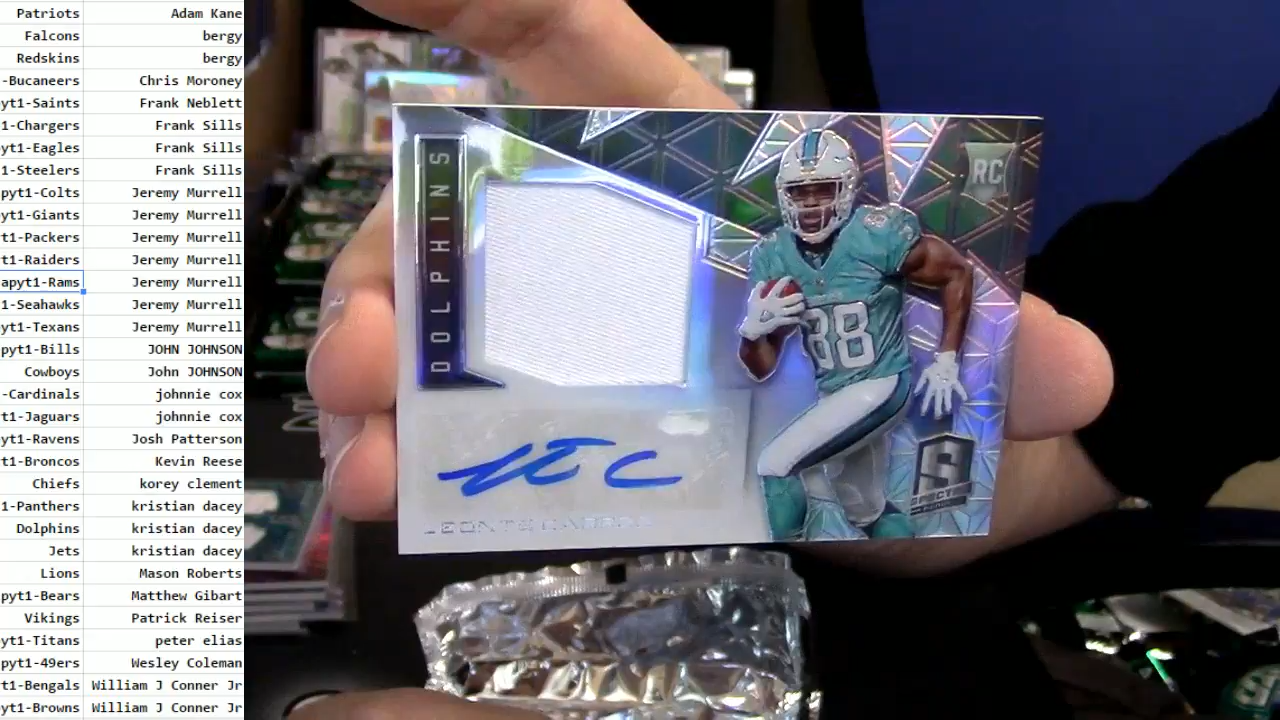 Patriots Adam Kane
Falcons bergy
Redskins bergy
-Bucaneers Chris Moroney
yt1-Saints Frank Neblett
1-Chargers Frank Sills
yt1-Eagles Frank Sills
1-Steelers Frank Sills
pyt1-Colts Jeremy Murrell
yt1-Giants Jeremy Murrell
t1-Packers Jeremy Murrell
t1-Raiders Jeremy Murrell
apyt1-Rams Jeremy Murrell
1-Seahawks Jeremy Murrell
yt1-Texans Jeremy Murrell
pyt1-Bills JOHN JOHNSON
Cowboys John JOHNSON
-Cardinals johnnie cox
t1-Jaguars johnnie cox
yt1-Ravens Josh Patterson
t1-Broncos Kevin Reese
Chiefs korey clement
1-Panthers kristian dacey
Dolphins kristian dacey
Jets kristian dacey
Lions Mason Roberts
pyt1-Bears Matthew Gibart
Vikings Patrick Reiser
yt1-Titans peter elias
pyt1-49ers Wesley Coleman
t1-Bengals William J Conner Jr
t1-Browns William J Conner Jr
DOLPHINS
RC
88
S
LEONTE CARROO